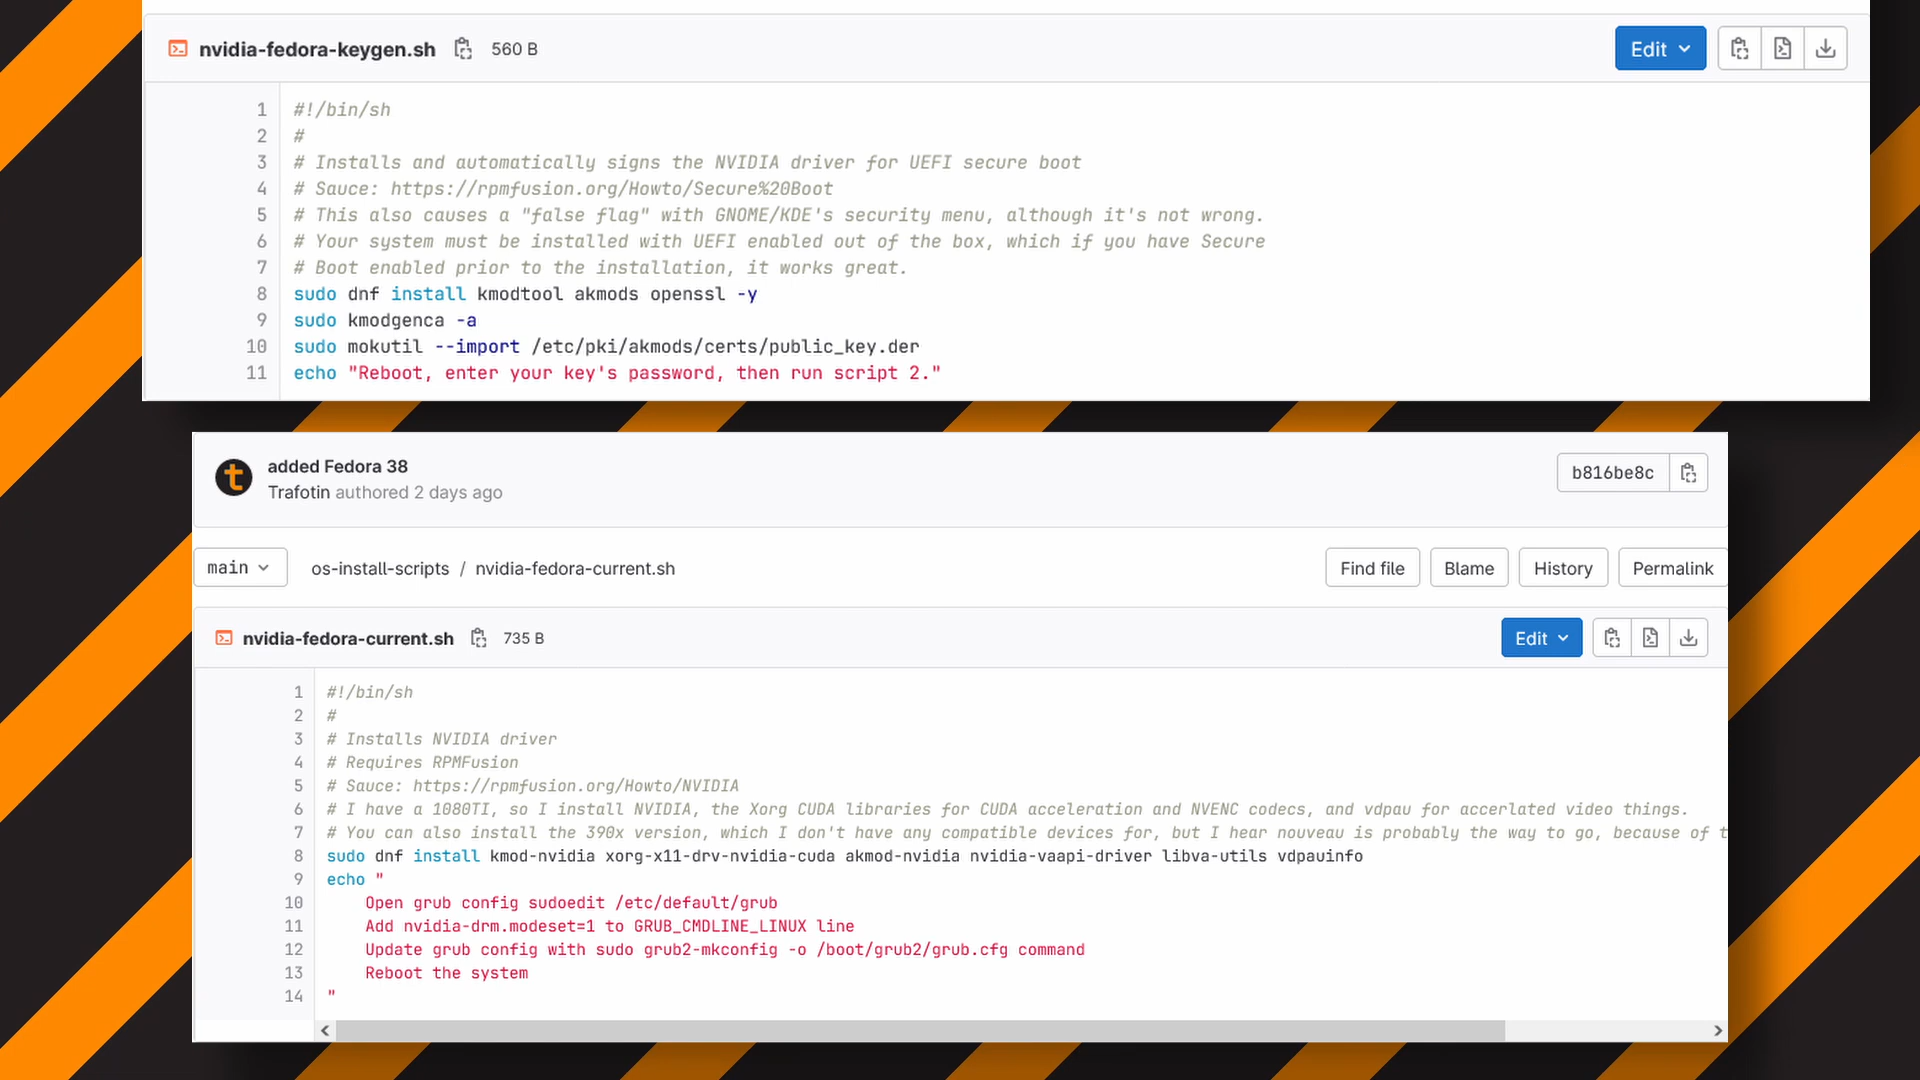 nvidia-fedora-keygen.sh 560 B Edit
1 #!/bin/sh
2 #
3 # Installs and automatically signs the NVIDIA driver for UEFI secure boot
4 # Sauce: https://rpmfusion.org/Howto/Secure%20Boot
5 # This also causes a "false flag" with GNOME/KDE's security menu, although it's not wrong.
6 # Your system must be installed with UEFI enabled out of the box, which if you have Secure
7 # Boot enabled prior to the installation, it works great.
8 sudo dnf install kmodtool akmods openssl -y
9 sudo kmodgenca -a
10 sudo mokutil --import /etc/pki/akmods/certs/public_key.der
11 echo "Reboot, enter your key's password, then run script 2."
t
added Fedora 38
Trafotin authored 2 days ago
b816be8c
main os-install-scripts / nvidia-fedora-current.sh Find file Blame History Permalink
nvidia-fedora-current.sh 735 B Edit
1 #!/bin/sh
2 #
3 # Installs NVIDIA driver
4 # Requires RPMFusion
5 # Sauce: https://rpmfusion.org/Howto/NVIDIA
6 # I have a 1080TI, so I install NVIDIA, the Xorg CUDA libraries for CUDA acceleration and NVENC codecs, and vdpau for accerlated video things.
7 # You can also install the 390x version, which I don't have any compatible devices for, but I hear nouveau is probably the way to go, because of t
8 sudo dnf install kmod-nvidia xorg-x11-drv-nvidia-cuda akmod-nvidia nvidia-vaapi-driver libva-utils vdpauinfo
9 echo "
10 Open grub config sudoedit /etc/default/grub
11 Add nvidia-drm.modeset=1 to GRUB_CMDLINE_LINUX line
12 Update grub config with sudo grub2-mkconfig -o /boot/grub2/grub.cfg command
13 Reboot the system
14 "